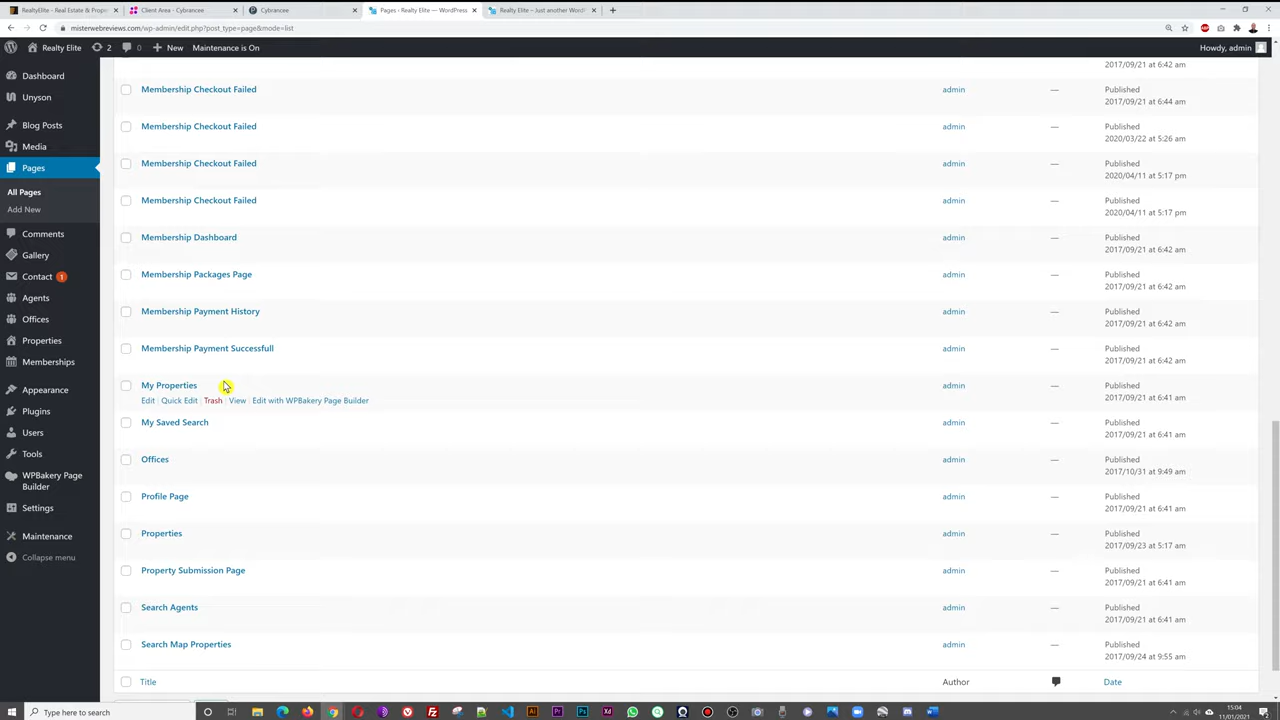 RealtyElite - Real Estate & Prope
Client Area - Cybrancee
Cybrancee
Pages ‹ Realty Elite — WordPress
Realty Elite – Just another Word
misterwebreviews.com/wp-admin/edit.php?post_type=page&mode=list
Realty Elite
2
0
New
Maintenance is On
Howdy, admin
Dashboard
Unyson
Blog Posts
Media
Pages
All Pages
Add New
Comments
Gallery
Contact 1
Agents
Offices
Properties
Memberships
Appearance
Plugins
Users
Tools
WPBakery Page
Builder
Settings
Maintenance
Collapse menu
2017/09/21 at 6:42 am
Membership Checkout Failed admin — Published
2017/09/21 at 6:44 am
Membership Checkout Failed admin — Published
2020/03/22 at 5:26 am
Membership Checkout Failed admin — Published
2020/04/11 at 5:17 pm
Membership Checkout Failed admin — Published
2020/04/11 at 5:17 pm
Membership Dashboard admin — Published
2017/09/21 at 6:42 am
Membership Packages Page admin — Published
2017/09/21 at 6:42 am
Membership Payment History admin — Published
2017/09/21 at 6:42 am
Membership Payment Successfull admin — Published
2017/09/21 at 6:42 am
My Properties admin — Published
Edit | Quick Edit | Trash | View | Edit with WPBakery Page Builder
2017/09/21 at 6:41 am
My Saved Search admin — Published
2017/09/21 at 6:41 am
Offices admin — Published
2017/10/31 at 9:49 am
Profile Page admin — Published
2017/09/21 at 6:41 am
Properties admin — Published
2017/09/23 at 5:17 am
Property Submission Page admin — Published
2017/09/21 at 6:41 am
Search Agents admin — Published
2017/09/21 at 6:41 am
Search Map Properties admin — Published
2017/09/24 at 9:55 am
Title Author Date
Type here to search
15:04
11/01/2021